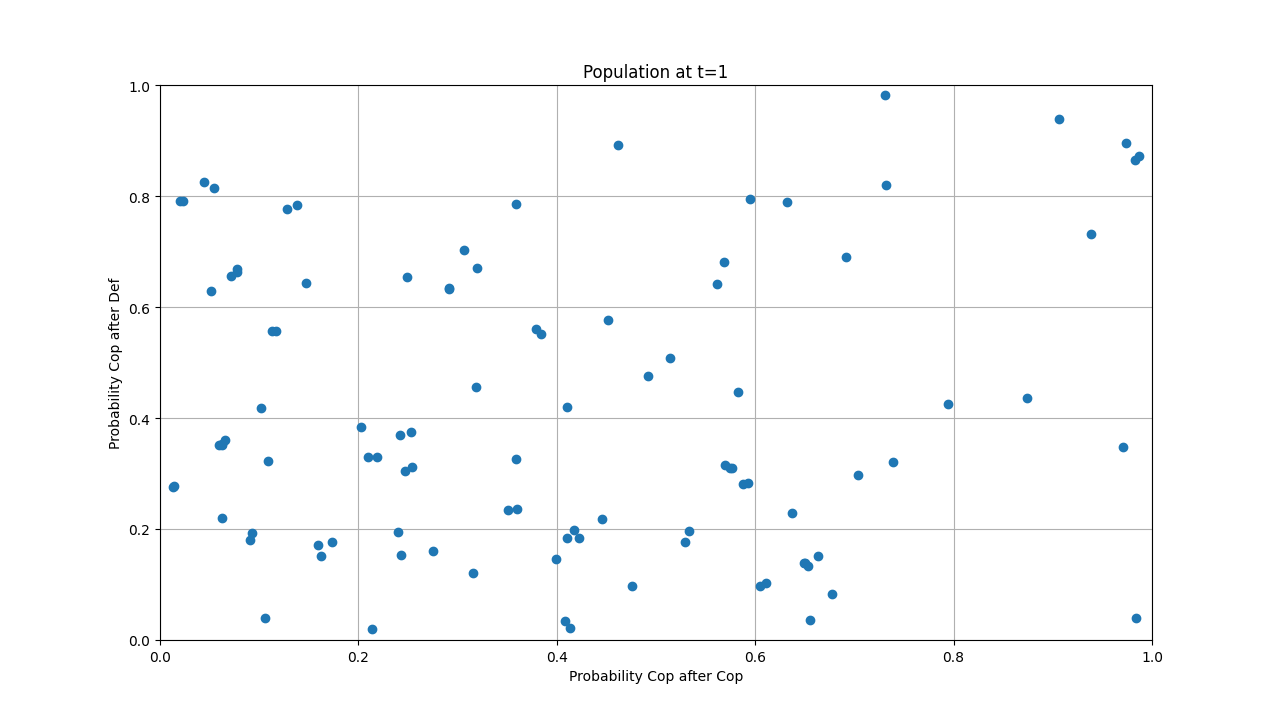 Population at t=1
1.0
0.8
0.6
0.4
0.2
0.0
Probability Cop after Def
0.0 0.2 0.4 0.6 0.8 1.0
Probability Cop after Cop